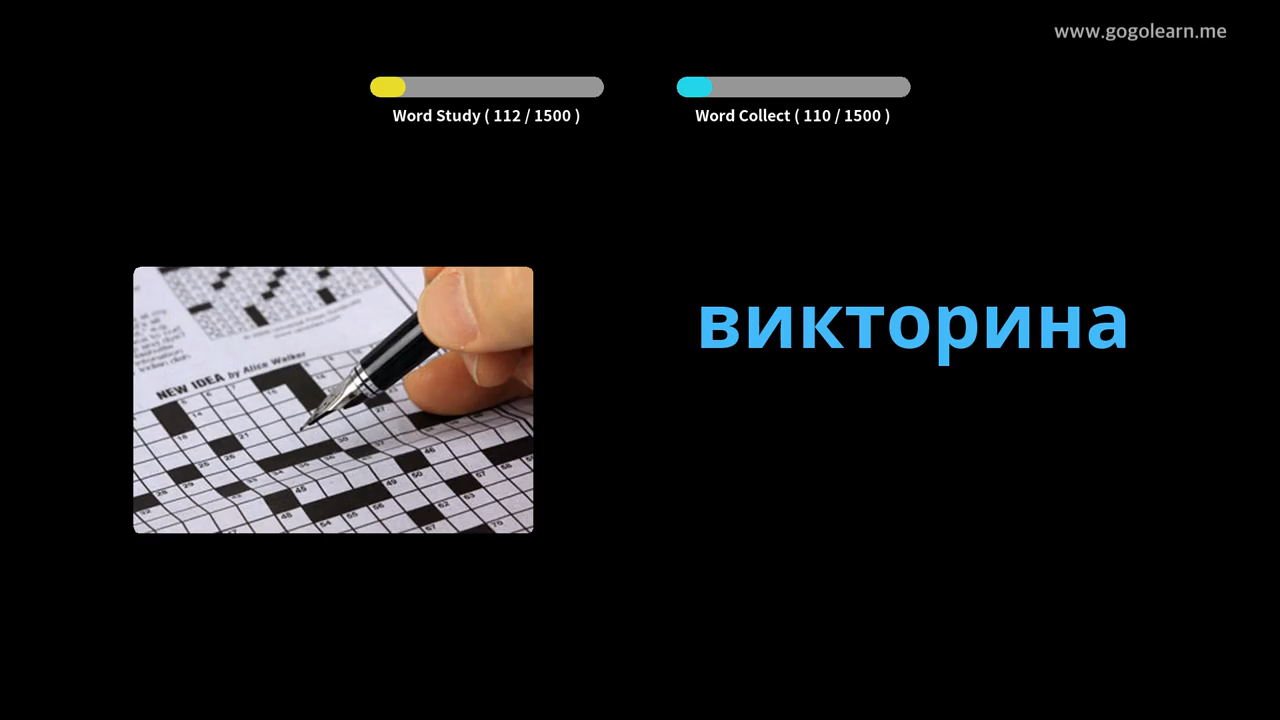 www.gogolearn.me
Word Study ( 112 / 1500 )
Word Collect ( 110 / 1500 )
викторина
NEW IDEA by Alice Walker